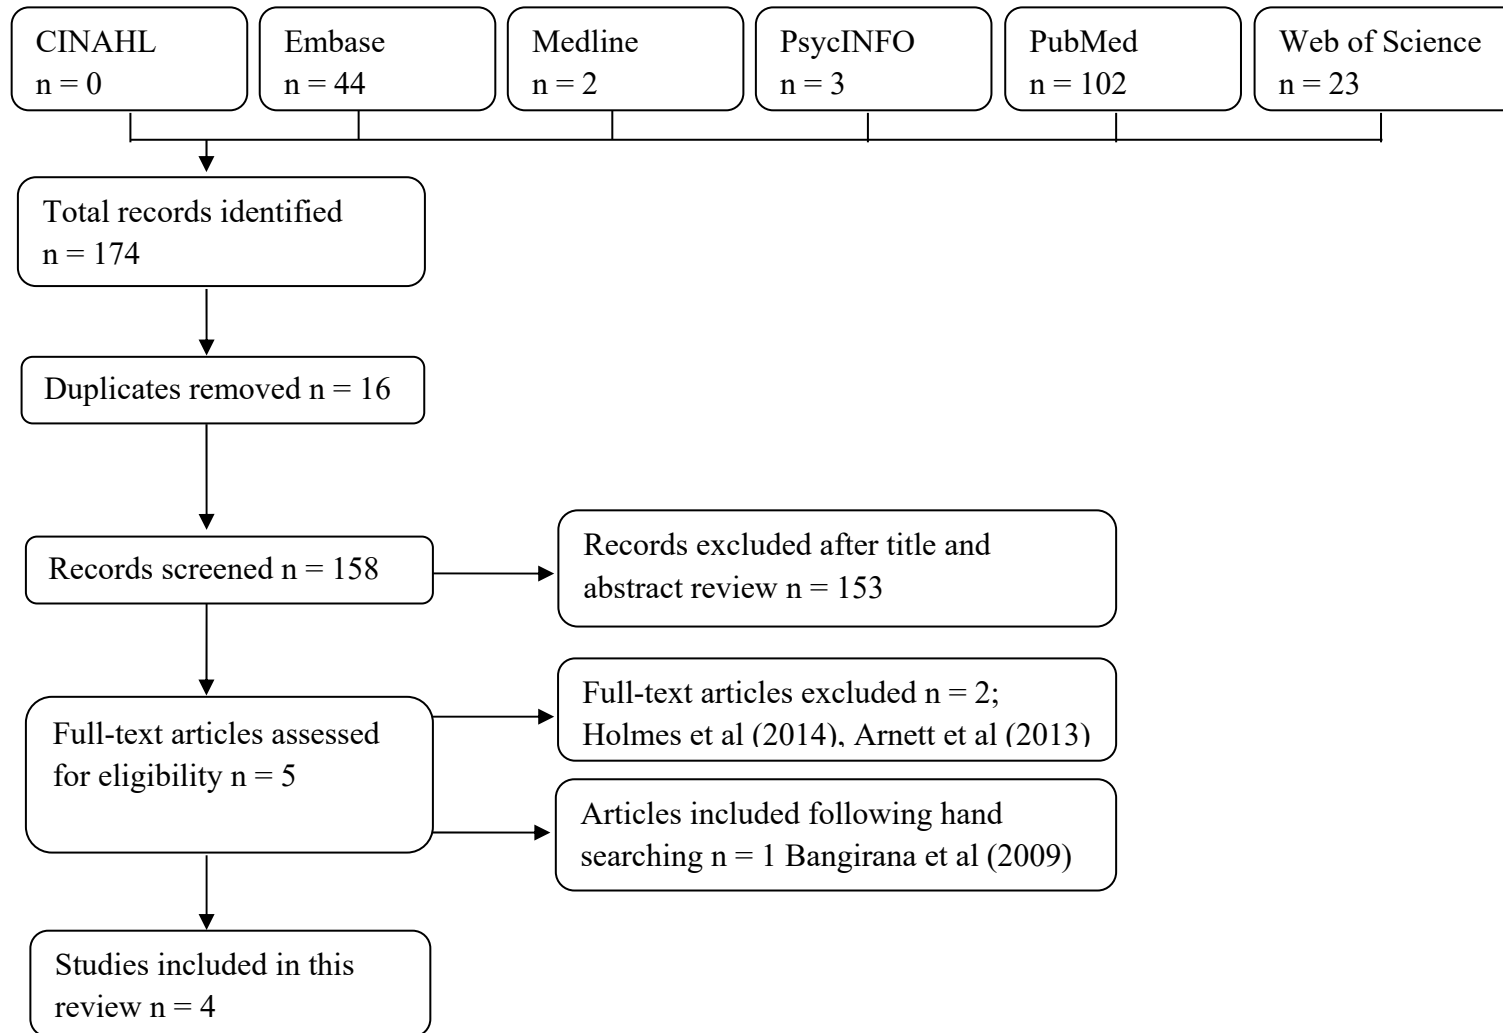 CINAHL
n = 0
Embase
n = 44
Medline
n = 2
PsycINFO
n = 3
PubMed
n = 102
Web of Science
n = 23
Total records identified
n = 174
Duplicates removed n = 16
Records screened n = 158
Records excluded after title and
abstract review n = 153
Full-text articles assessed
for eligibility n = 5
Full-text articles excluded n = 2;
Holmes et al (2014), Arnett et al (2013)
Articles included following hand
searching n = 1 Bangirana et al (2009)
Studies included in this
review n = 4